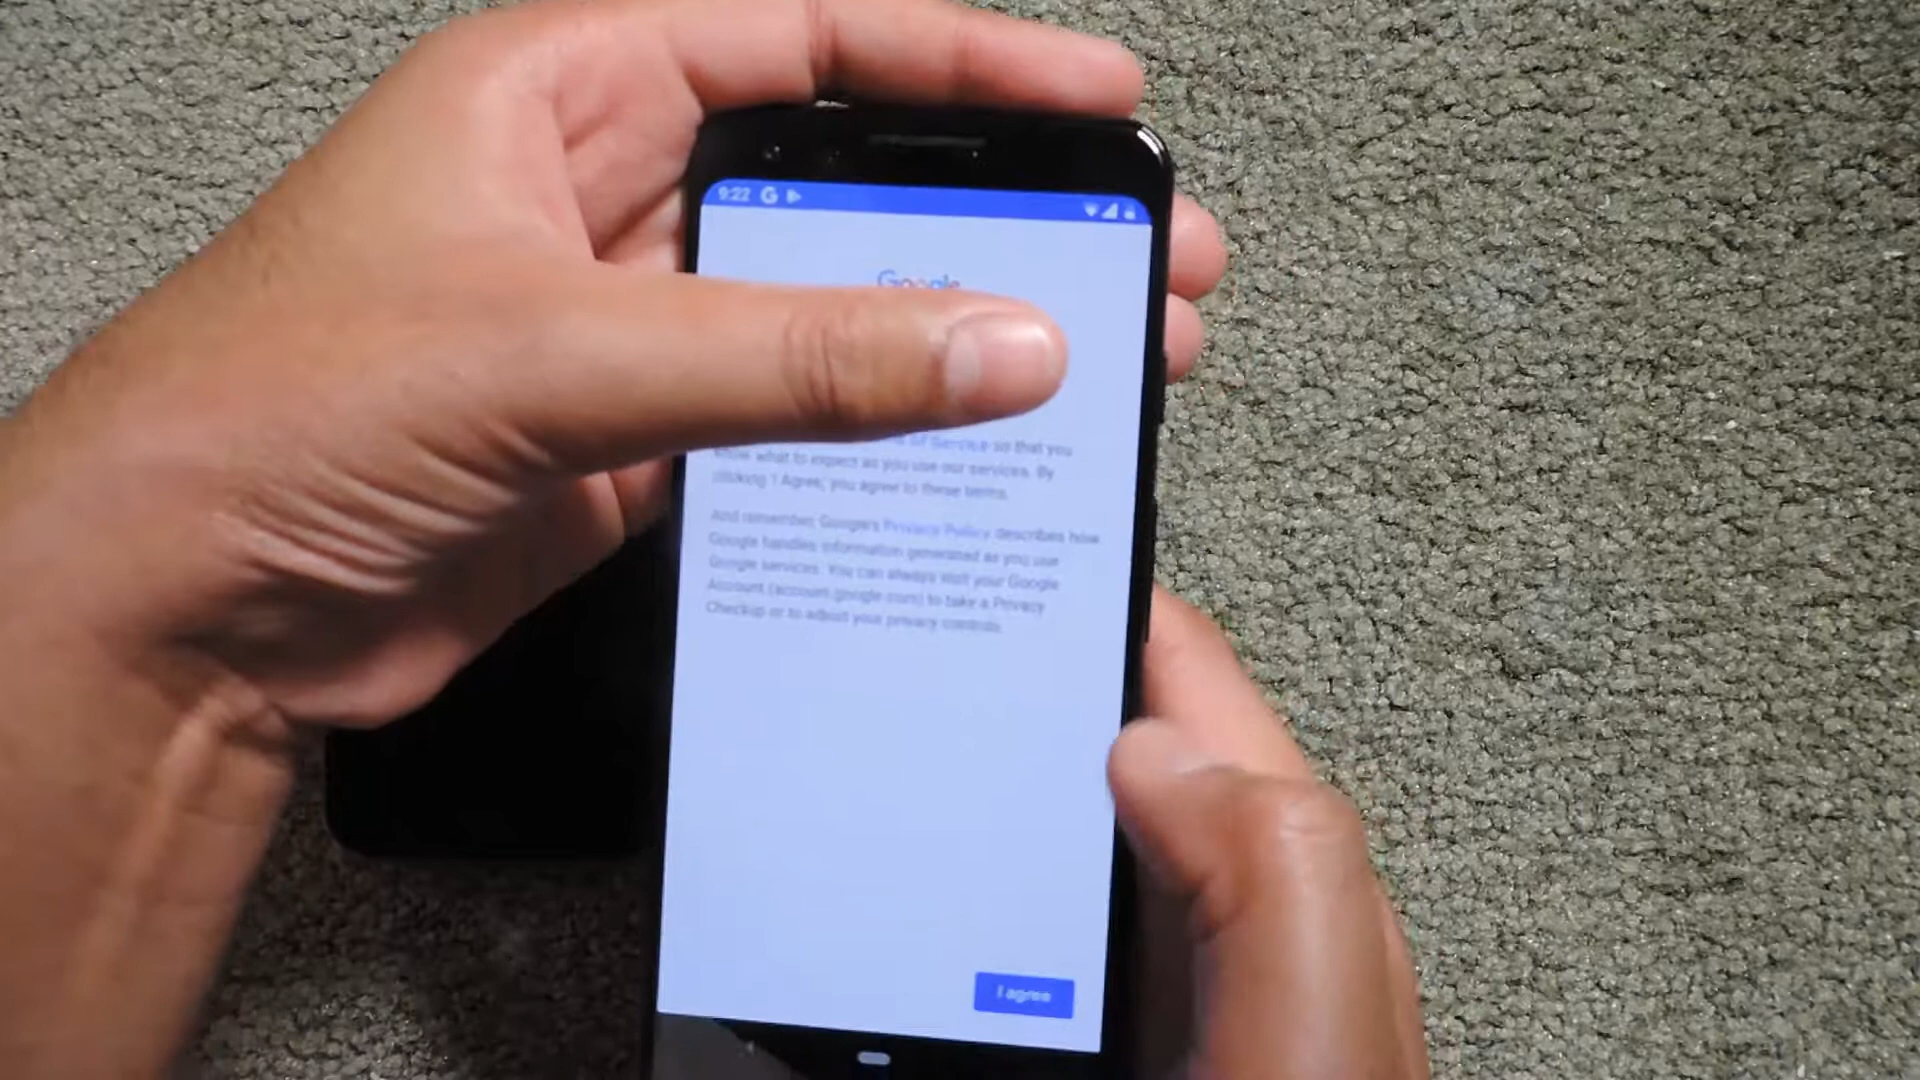 9:22
Google
of Service so that you
know what to expect as you use our services. By
clicking 'I Agree,' you agree to these terms.
And remember, Google's Privacy Policy describes how
Google handles information generated as you use
Google services. You can always visit your Google
Account (account.google.com) to take a Privacy
Checkup or to adjust your privacy controls.
I agree